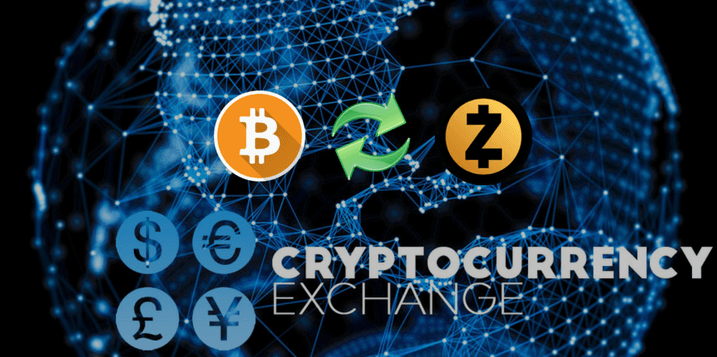 CRYPTOCURRENCY
EXCHANGE
$ €
£ ¥